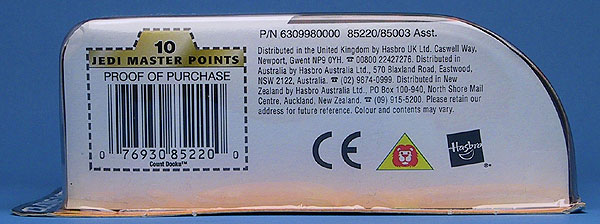 10
JEDI MASTER POINTS
PROOF OF PURCHASE
0 76930 85220 0
Count Dooku™
P/N 6309980000 85220/85003 Asst.
Distributed in the United Kingdom by Hasbro UK Ltd. Caswell Way,
Newport, Gwent NP9 0YH. ☎ 00800 22427276. Distributed in
Australia by Hasbro Australia Ltd., 570 Blaxland Road, Eastwood,
NSW 2122, Australia. ☎ (02) 9874-0999. Distributed in New
Zealand by Hasbro Australia Ltd., PO Box 100-940, North Shore Mail
Centre, Auckland, New Zealand. ☎ (09) 915-5200. Please retain our
address for future reference. Colour and contents may vary.
CE
Hasbro ®